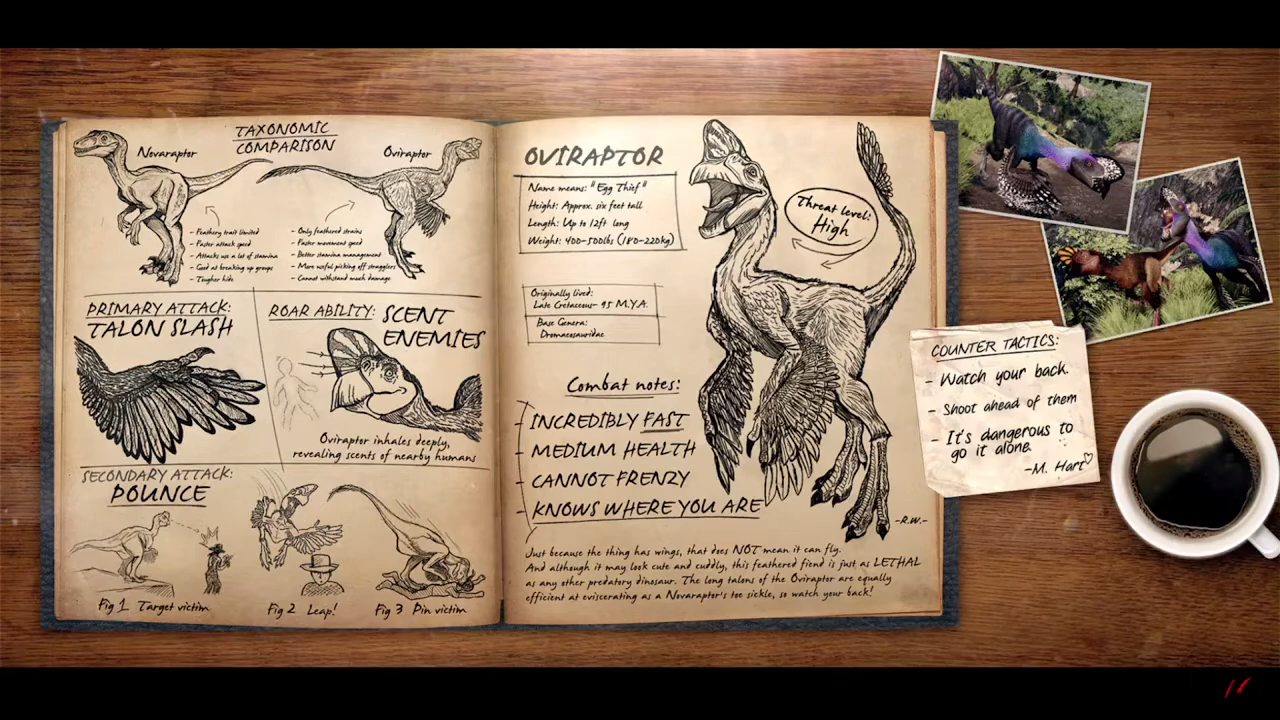 TAXONOMIC
COMPARISON
Novaraptor
Oviraptor
- Feathery trait limited
- Faster attack speed
- Attacks use a lot of stamina
- Good at breaking up groups
- Tougher hits
- Only feathered strains
- Faster movement speed
- Better stamina management
- More useful picking off stragglers
- Cannot withstand much damage
PRIMARY ATTACK:
TALON SLASH
ROAR ABILITY: SCENT
ENEMIES
Oviraptor inhales deeply,
revealing scents of nearby humans
SECONDARY ATTACK:
POUNCE
Fig 1 Target victim
Fig 2 Leap!
Fig 3 Pin victim
OVIRAPTOR
Name means: "Egg Thief"
Height: Approx. six feet tall
Length: Up to 12ft long
Weight: 400-500lbs (180-220kg)
Threat level:
High
Originally lived:
Late Cretaceous- 95 M.Y.A.
Base Genera:
Dromaeosauridae
Combat notes:
- INCREDIBLY FAST
- MEDIUM HEALTH
- CANNOT FRENZY
- KNOWS WHERE YOU ARE
-R.W.-
Just because the thing has wings, that does NOT mean it can fly.
And although it may look cute and cuddly, this feathered fiend is just as LETHAL
as any other predatory dinosaur. The long talons of the Oviraptor are equally
efficient at eviscerating as a Novaraptor's toe sickle, so watch your back!
COUNTER TACTICS:
- Watch your back.
- Shoot ahead of them
- It's dangerous to
go it alone.
-M. Hart♡